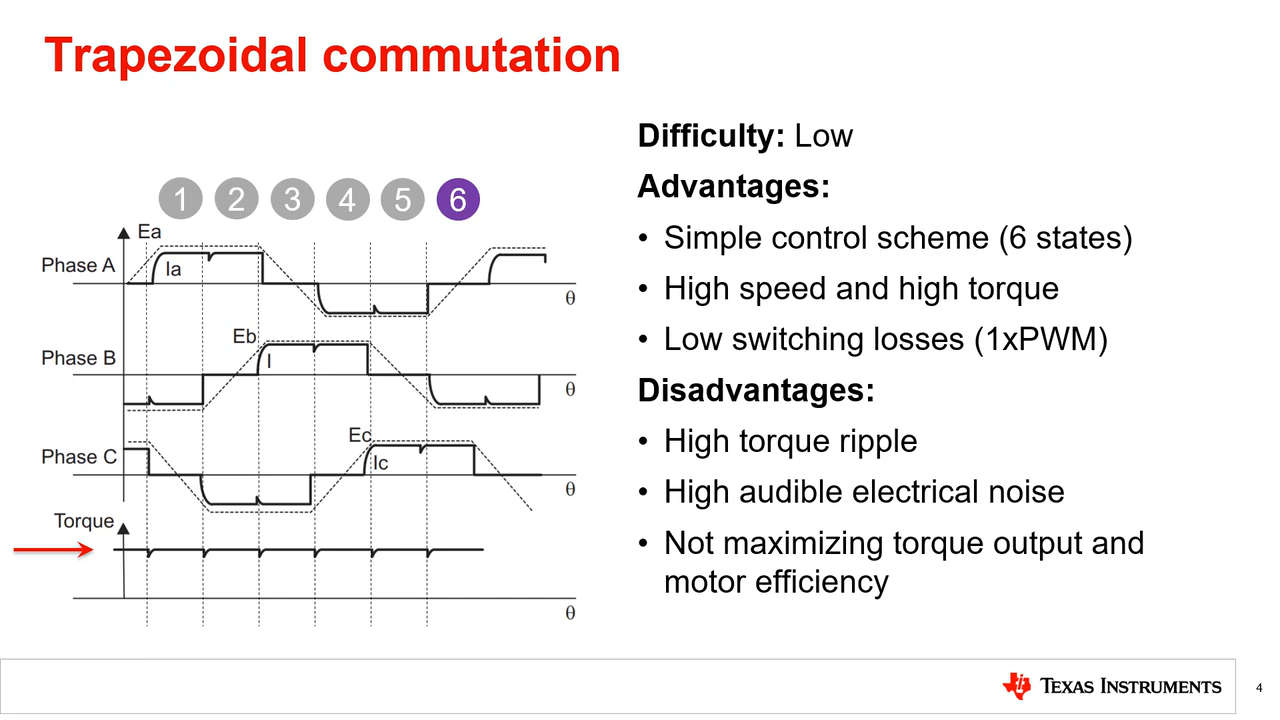 Trapezoidal commutation
1 2 3 4 5 6
Ea
Phase A
Ia
θ
Eb
Phase B
I
θ
Ec
Phase C
Ic
θ
Torque
θ
Difficulty: Low
Advantages:
• Simple control scheme (6 states)
• High speed and high torque
• Low switching losses (1xPWM)
Disadvantages:
• High torque ripple
• High audible electrical noise
• Not maximizing torque output and
motor efficiency
TEXAS INSTRUMENTS
4